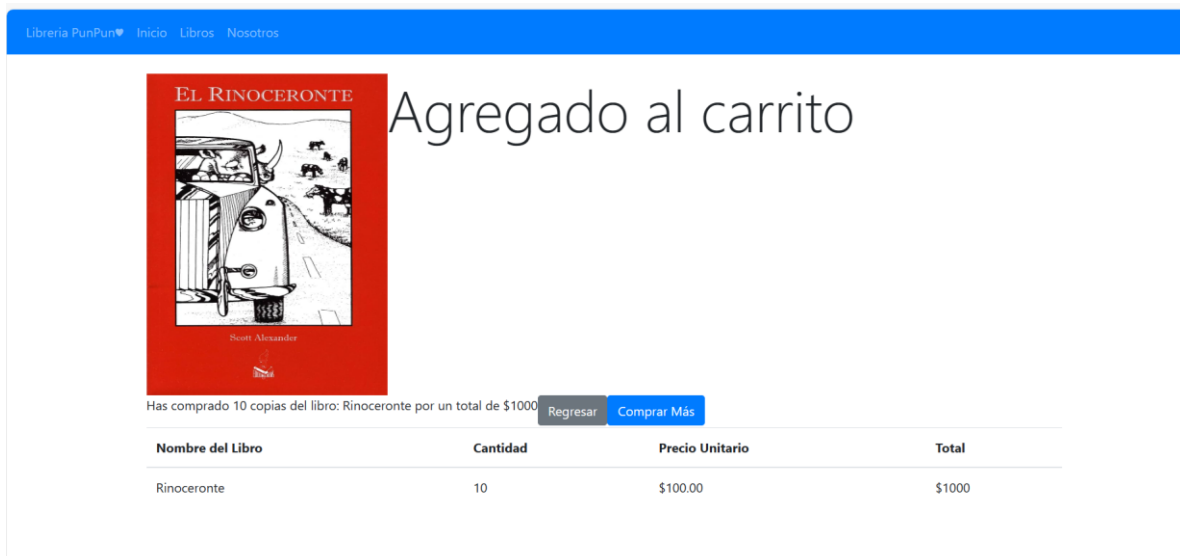 Libreria PunPun♥ Inicio Libros Nosotros
EL RINOCERONTE
Agregado al carrito
Scott Alexander
Has comprado 10 copias del libro: Rinoceronte por un total de $1000 Regresar Comprar Más
Nombre del Libro Cantidad Precio Unitario Total
Rinoceronte 10 $100.00 $1000